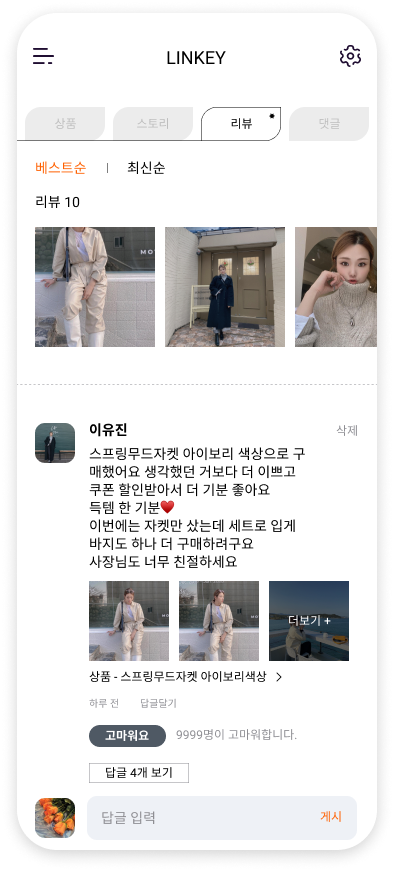 LINKEY
상품
스토리
리뷰
댓글
베스트순
최신순
리뷰 10
이유진
삭제
스프링무드자켓 아이보리 색상으로 구
매했어요 생각했던 거보다 더 이쁘고
쿠폰 할인받아서 더 기분 좋아요
득템 한 기분♥️
이번에는 자켓만 샀는데 세트로 입게
바지도 하나 더 구매하려구요
사장님도 너무 친절하세요
더보기 +
상품 - 스프링무드자켓 아이보리색상 >
하루 전
답글달기
고마워요
9999명이 고마워합니다.
답글 4개 보기
답글 입력
게시